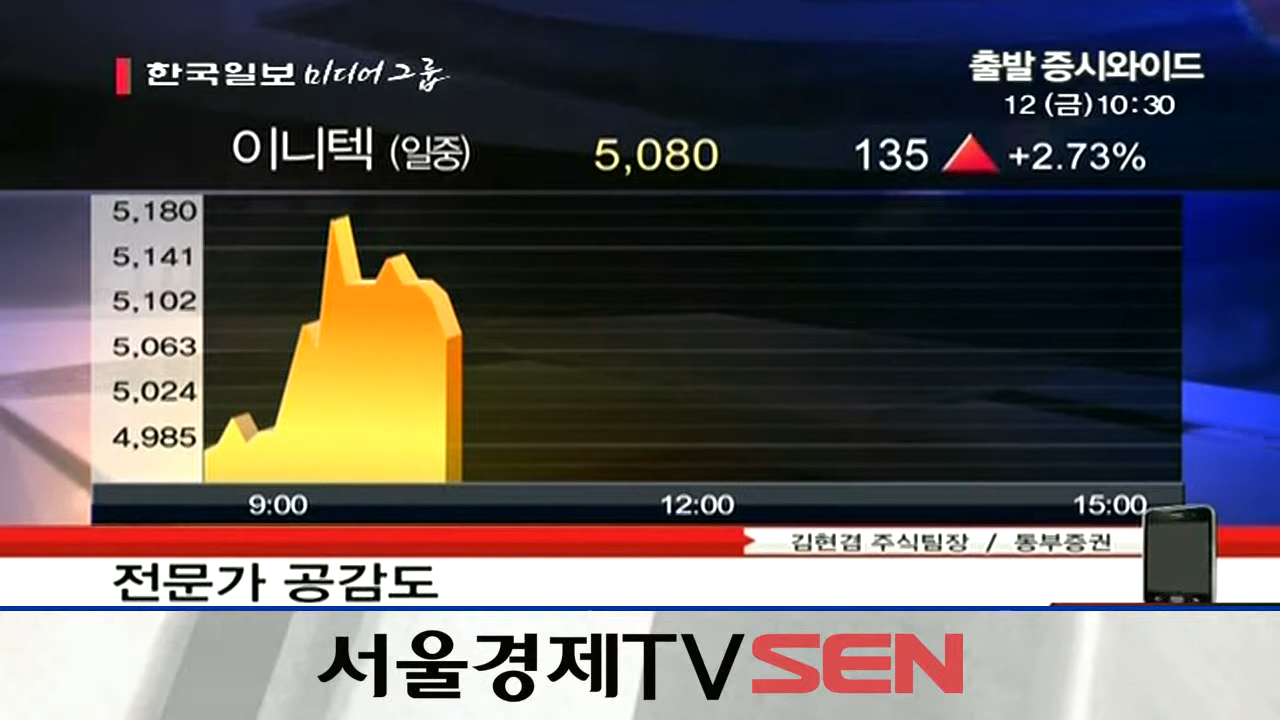 한국일보 미디어그룹
출발 증시와이드
12 (금) 10:30
이니텍 (일중) 5,080 135 ▲ +2.73%
5,180
5,141
5,102
5,063
5,024
4,985
9:00 12:00 15:00
김현겸 주식팀장 / 동부증권
전문가 공감도
서울경제TV SEN